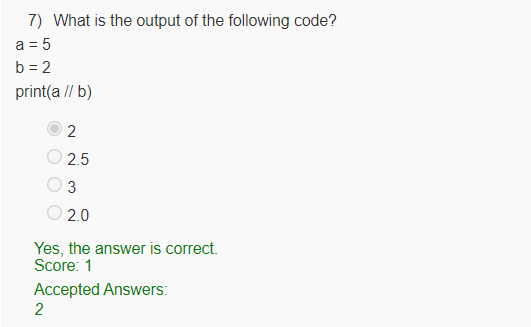 7) What is the output of the following code?
a = 5
b = 2
print(a // b)
2
2.5
3
2.0
Yes, the answer is correct.
Score: 1
Accepted Answers:
2